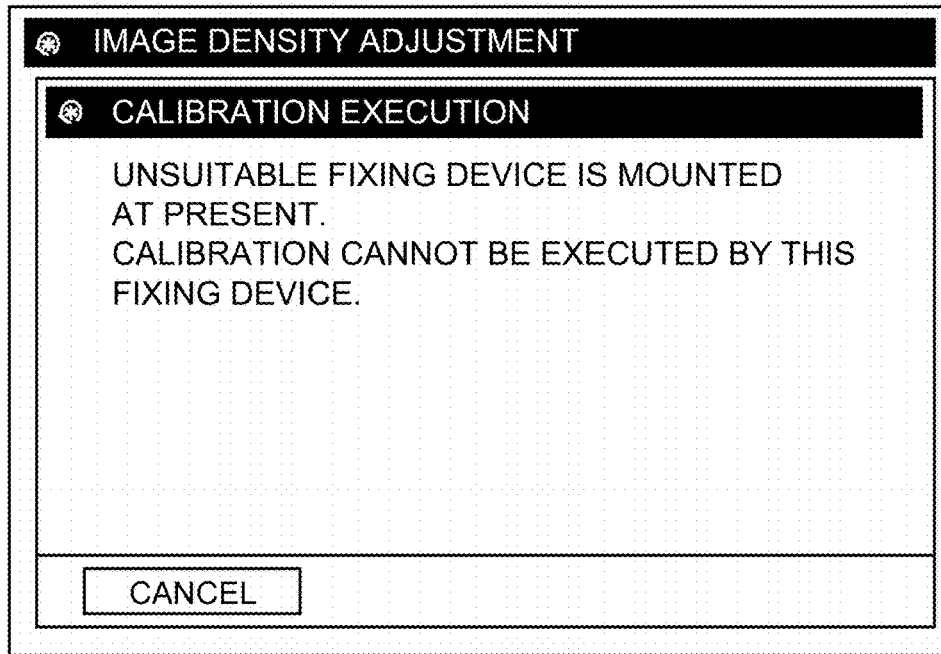 IMAGE DENSITY ADJUSTMENT
CALIBRATION EXECUTION
UNSUITABLE FIXING DEVICE IS MOUNTED
AT PRESENT.
CALIBRATION CANNOT BE EXECUTED BY THIS
FIXING DEVICE.
CANCEL